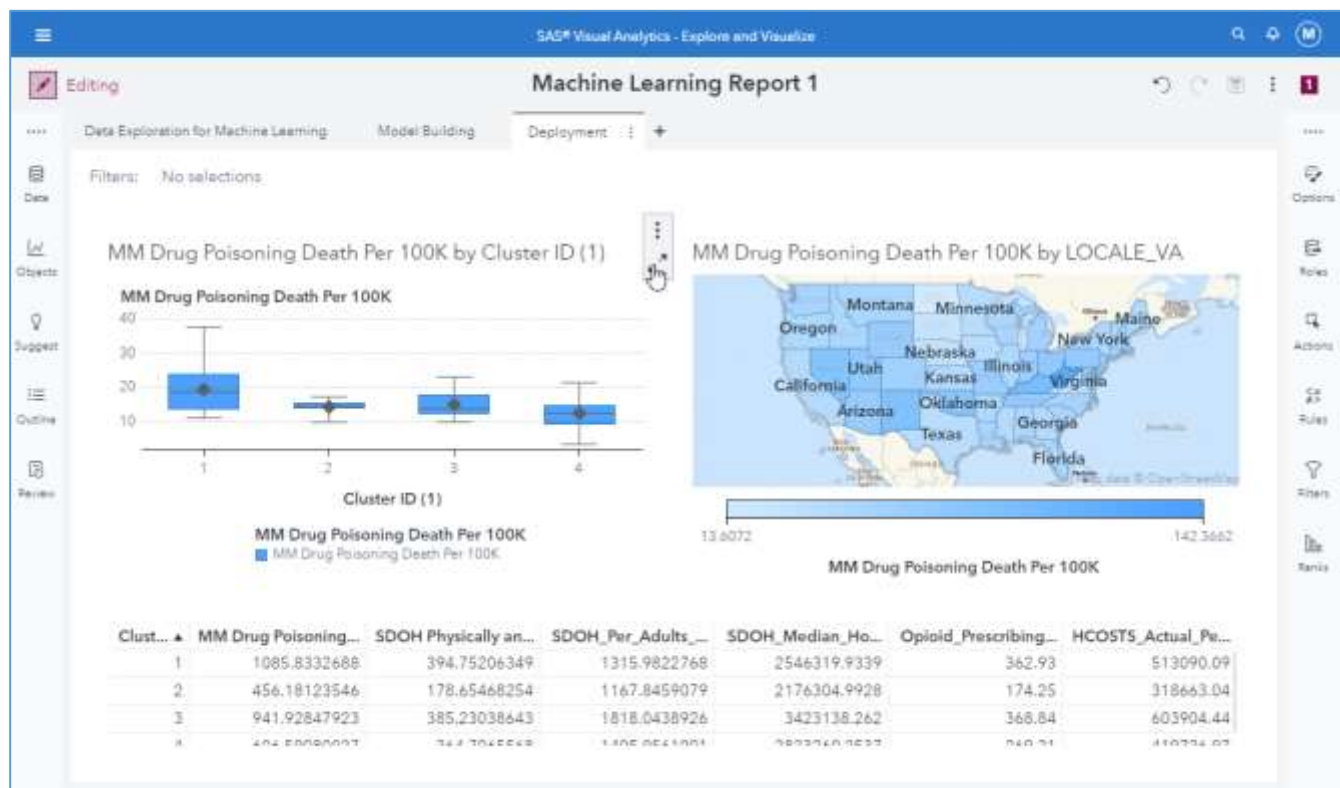 SAS® Visual Analytics - Explore and Visualize
M
Editing
Machine Learning Report 1
1
Data Exploration for Machine Learning
Model Building
Deployment
+
Data
Objects
Suggest
Outline
Review
Filters: No selections
MM Drug Poisoning Death Per 100K by Cluster ID (1)
MM Drug Poisoning Death Per 100K
40
30
20
10
1 2 3 4
Cluster ID (1)
MM Drug Poisoning Death Per 100K
MM Drug Poisoning Death Per 100K
MM Drug Poisoning Death Per 100K by LOCALE_VA
Montana
Minnesota
Maine
Oregon
New York
Nebraska
Illinois
Utah
Kansas
Virginia
California
Oklahoma
Arizona
Georgia
Texas
Florida
13.6072 142.3662
MM Drug Poisoning Death Per 100K
Options
Roles
Actions
Rules
Filters
Ranks
Clust... MM Drug Poisoning... SDOH Physically an... SDOH_Per_Adults_... SDOH_Median_Ho... Opioid_Prescribing... HCOSTS_Actual_Pe...
1 1085.8332688 394.75206349 1315.9822768 2546319.9339 362.93 513090.09
2 456.18123546 178.65468254 1167.8459079 2176304.9928 174.25 318663.04
3 941.92847923 385.23038643 1818.0438926 3423138.262 368.84 603904.44